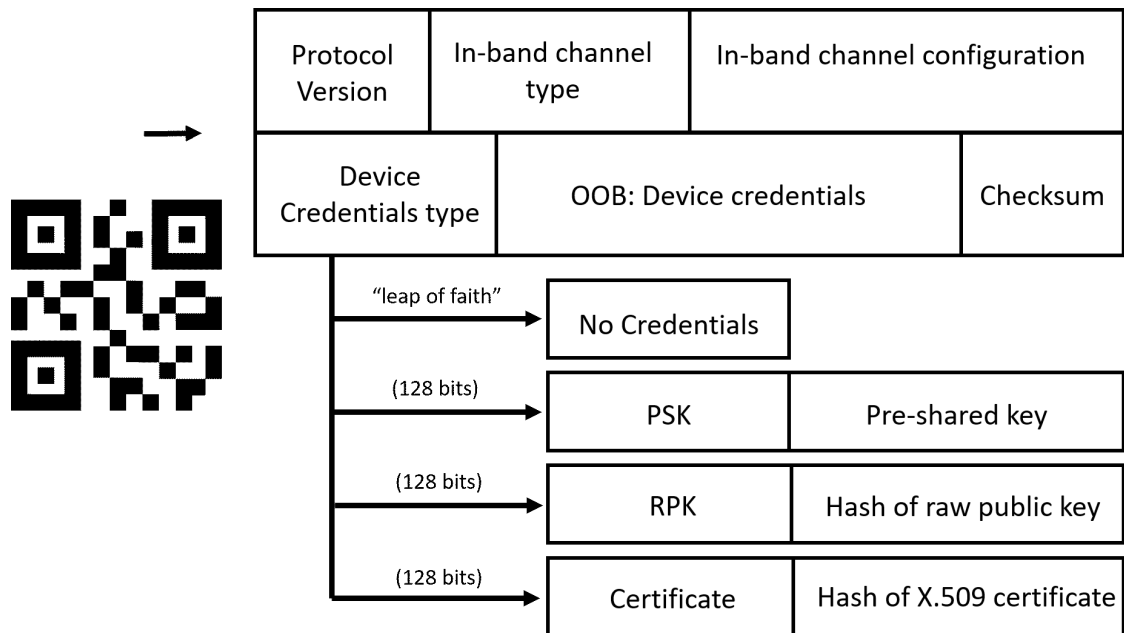 Protocol
Version
In-band channel
type
In-band channel configuration
Device
Credentials type
OOB: Device credentials
Checksum
“leap of faith”
No Credentials
(128 bits)
PSK
Pre-shared key
(128 bits)
RPK
Hash of raw public key
(128 bits)
Certificate
Hash of X.509 certificate